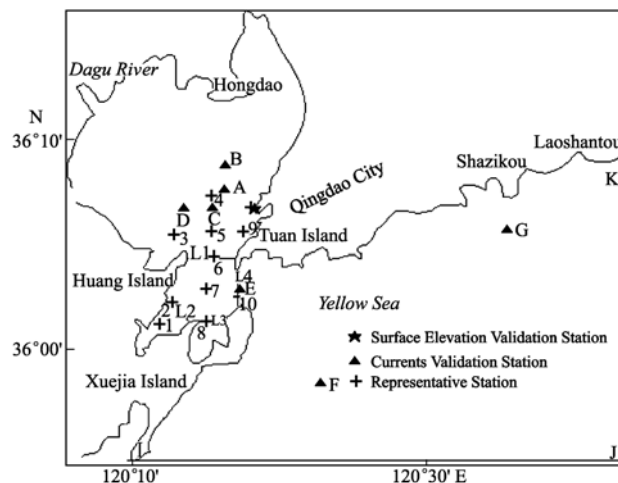 Dagu River
Hongdao
N
36°10'
B
A
4
D
C
3
5
9
Qingdao City
Tuan Island
Shazikou
Laoshantou
K
G
L1
6
Huang Island
L4
E
7
10
2
L2
1
L3
8
36°00'
Xuejia Island
Yellow Sea
Surface Elevation Validation Station
Currents Validation Station
F
Representative Station
I
J
120°10'
120°30' E